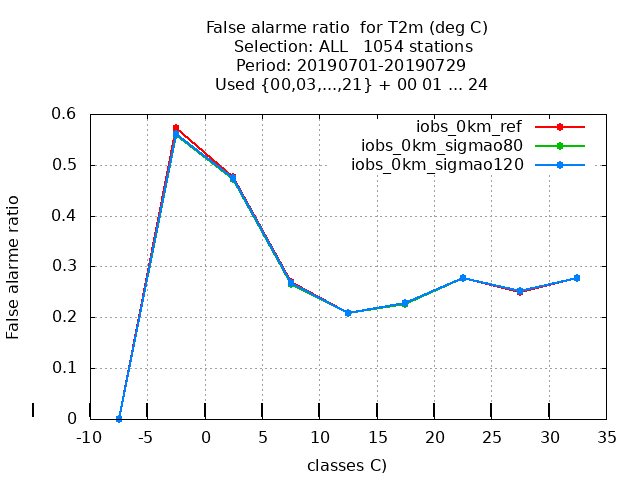 False alarme ratio  for T2m (deg C)
Selection: ALL   1054 stations
Period: 20190701-20190729
Used {00,03,...,21} + 00 01 ... 24
iobs_0km_ref
iobs_0km_sigmao80
iobs_0km_sigmao120
False alarme ratio
0.6
0.5
0.4
0.3
0.2
0.1
0
-10 -5 0 5 10 15 20 25 30 35
classes C)